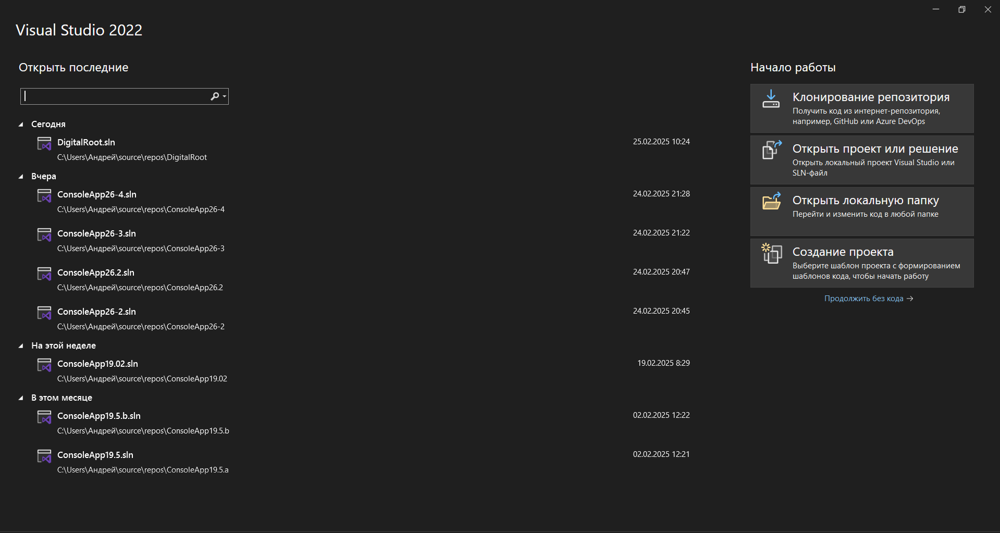 Visual Studio 2022
Открыть последние
Сегодня
DigitalRoot.sln
25.02.2025 10:24
C:\Users\Андрей\source\repos\DigitalRoot
Вчера
ConsoleApp26-4.sln
24.02.2025 21:28
C:\Users\Андрей\source\repos\ConsoleApp26-4
ConsoleApp26-3.sln
24.02.2025 21:22
C:\Users\Андрей\source\repos\ConsoleApp26-3
ConsoleApp26.2.sln
24.02.2025 20:47
C:\Users\Андрей\source\repos\ConsoleApp26.2
ConsoleApp26-2.sln
24.02.2025 20:45
C:\Users\Андрей\source\repos\ConsoleApp26-2
На этой неделе
ConsoleApp19.02.sln
19.02.2025 8:29
C:\Users\Андрей\source\repos\ConsoleApp19.02
В этом месяце
ConsoleApp19.5.b.sln
02.02.2025 12:22
C:\Users\Андрей\source\repos\ConsoleApp19.5.b
ConsoleApp19.5.sln
02.02.2025 12:21
C:\Users\Андрей\source\repos\ConsoleApp19.5.a
Начало работы
Клонирование репозитория
Получить код из интернет-репозитория,
например, GitHub или Azure DevOps
Открыть проект или решение
Открыть локальный проект Visual Studio или
SLN-файл
Открыть локальную папку
Перейти и изменить код в любой папке
Создание проекта
Выберите шаблон проекта с формированием
шаблонов кода, чтобы начать работу
Продолжить без кода →